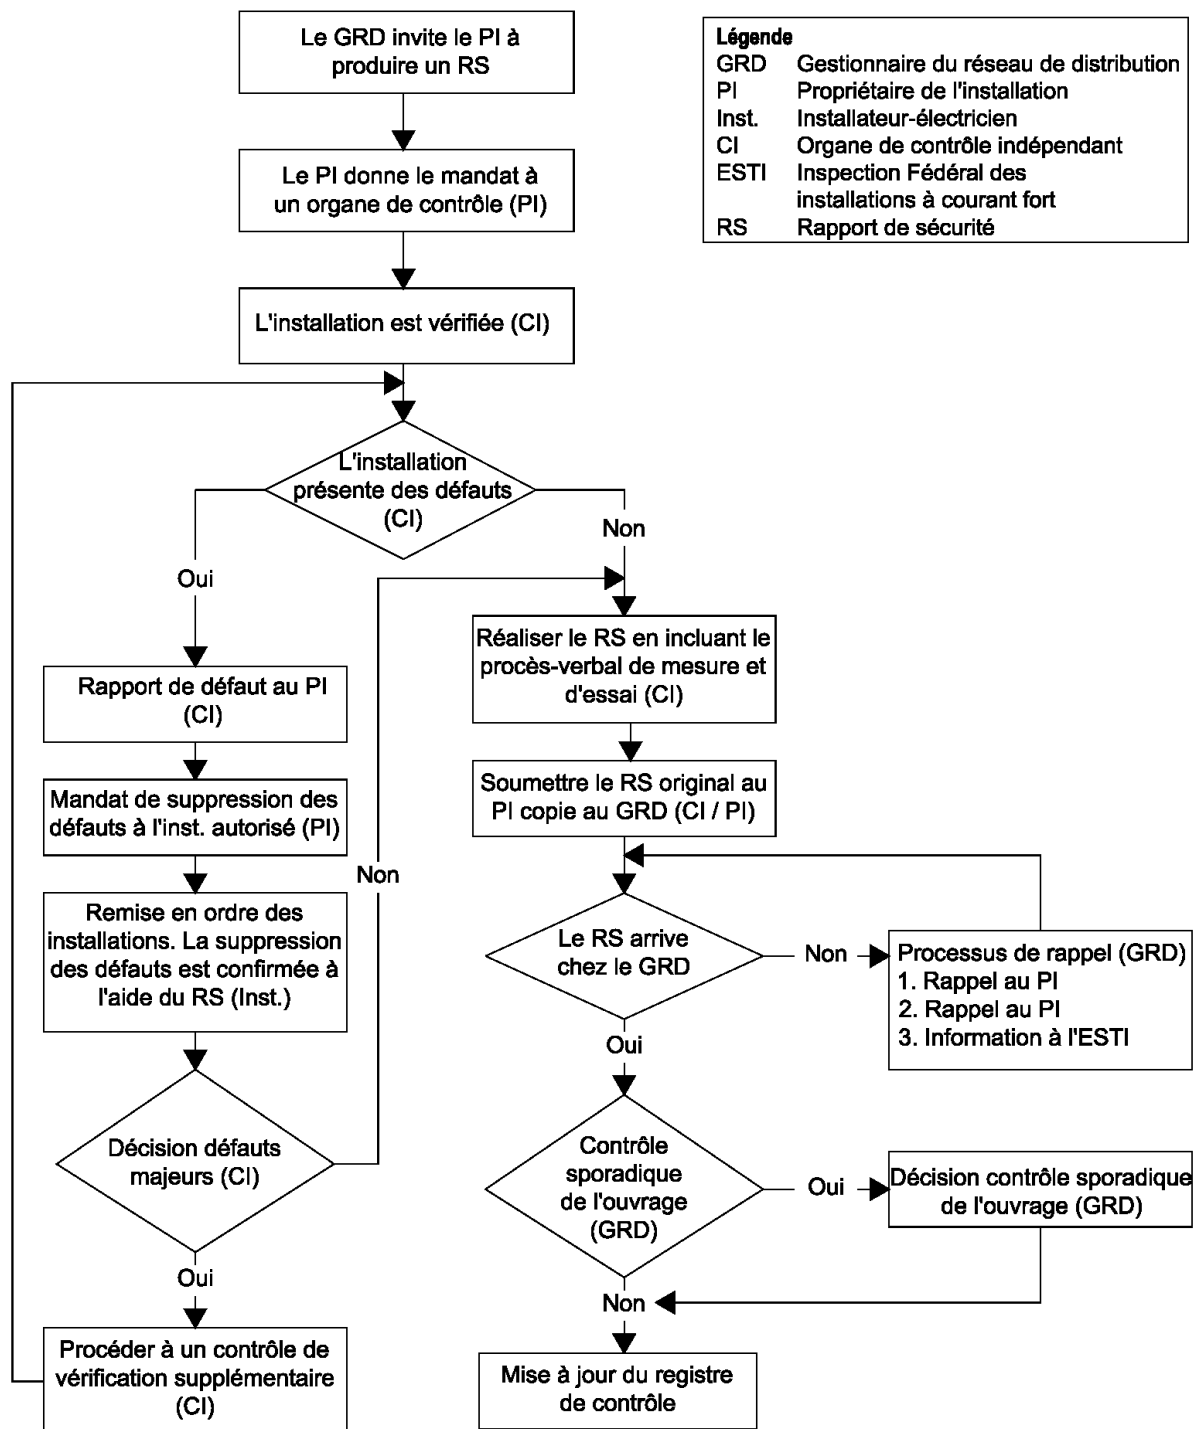 Le GRD invite le PI à
produire un RS
Légende
GRD Gestionnaire du réseau de distribution
PI Propriétaire de l'installation
Inst. Installateur-électricien
CI Organe de contrôle indépendant
ESTI Inspection Fédéral des
installations à courant fort
RS Rapport de sécurité
Le PI donne le mandat à
un organe de contrôle (PI)
L'installation est vérifiée (CI)
L'installation
présente des défauts
(CI)
Oui
Non
Rapport de défaut au PI
(CI)
Mandat de suppression des
défauts à l'inst. autorisé (PI)
Remise en ordre des
installations. La suppression
des défauts est confirmée à
l'aide du RS (Inst.)
Décision défauts
majeurs (CI)
Non
Oui
Procéder à un contrôle de
vérification supplémentaire
(CI)
Réaliser le RS en incluant le
procès-verbal de mesure et
d'essai (CI)
Soumettre le RS original au
PI copie au GRD (CI / PI)
Le RS arrive
chez le GRD
Non
Processus de rappel (GRD)
1. Rappel au PI
2. Rappel au PI
3. Information à l'ESTI
Oui
Contrôle
sporadique
de l'ouvrage
(GRD)
Oui
Décision contrôle sporadique
de l'ouvrage (GRD)
Non
Mise à jour du registre
de contrôle